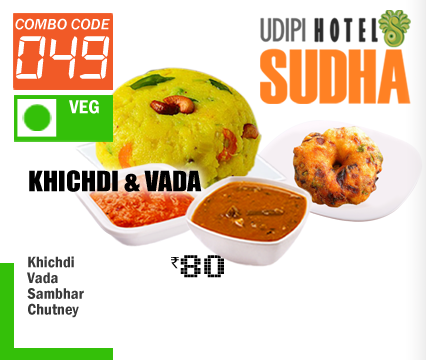 COMBO CODE
049
VEG
UDIPI HOTEL
SUDHA
KHICHDI & VADA
₹80
Khichdi
Vada
Sambhar
Chutney